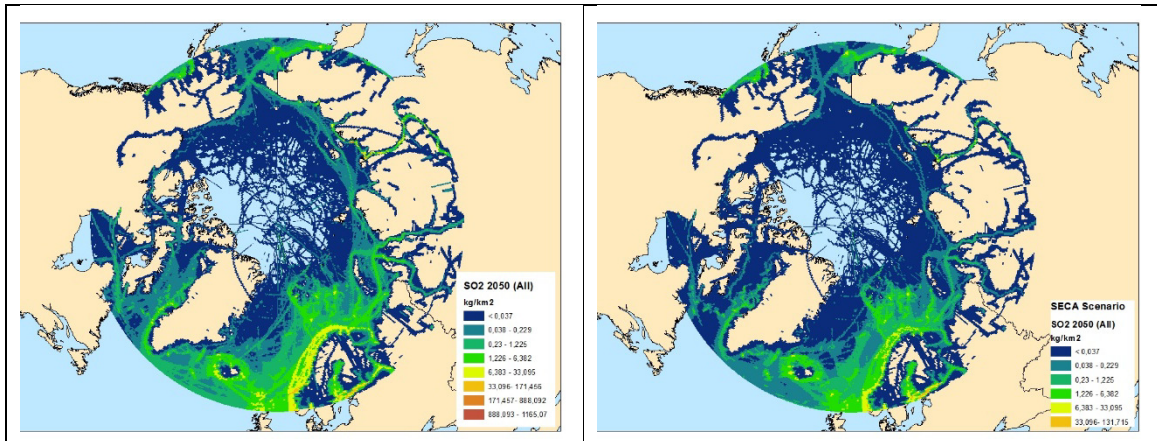 SO2 2050 (All)
kg/km2
< 0,037
0,038 - 0,229
0,23 - 1,225
1,226 - 6,382
6,383 - 33,095
33,096 - 171,456
171,457 - 888,092
888,093 - 1165,07
SECA Scenario
SO2 2050 (All)
kg/km2
< 0,037
0,038 - 0,229
0,23 - 1,225
1,226 - 6,382
6,383 - 33,095
33,096 - 131,715